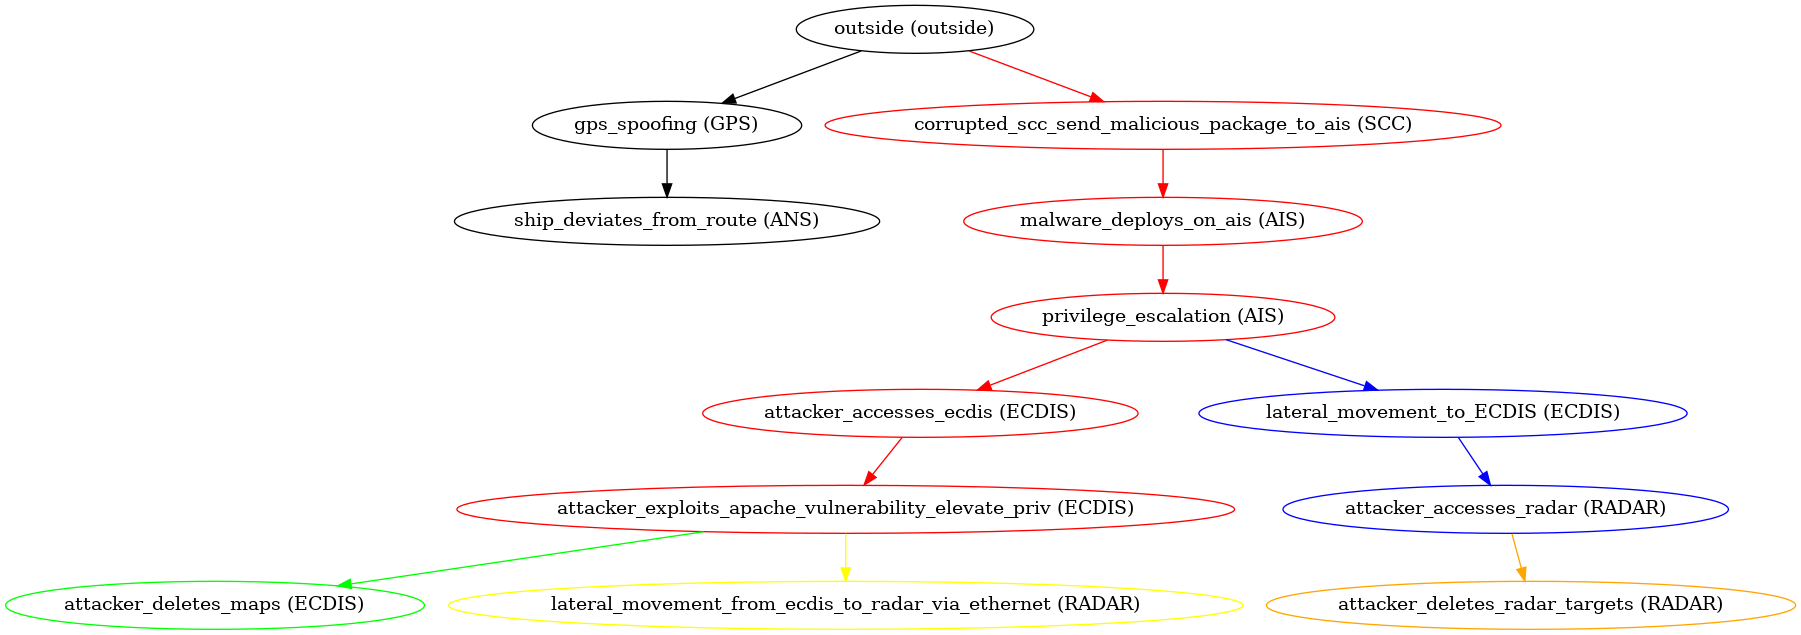 outside (outside)
gps_spoofing (GPS)
corrupted_scc_send_malicious_package_to_ais (SCC)
ship_deviates_from_route (ANS)
malware_deploys_on_ais (AIS)
privilege_escalation (AIS)
attacker_accesses_ecdis (ECDIS)
lateral_movement_to_ECDIS (ECDIS)
attacker_exploits_apache_vulnerability_elevate_priv (ECDIS)
attacker_accesses_radar (RADAR)
attacker_deletes_maps (ECDIS)
lateral_movement_from_ecdis_to_radar_via_ethernet (RADAR)
attacker_deletes_radar_targets (RADAR)